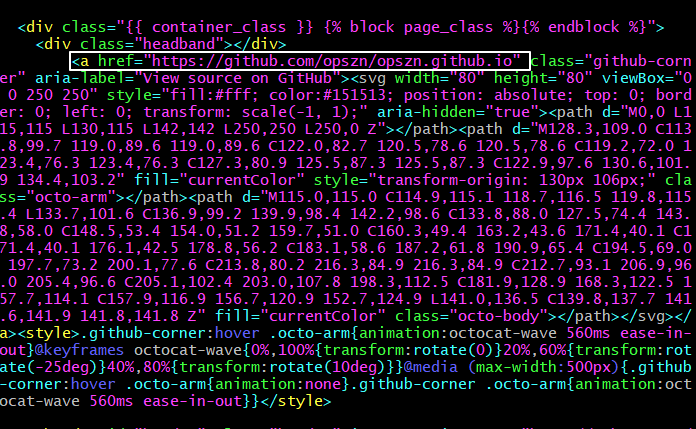 <div class="{{ container_class }} {% block page_class %}{% endblock %}">
<div class="headband"></div>
<a href="https://github.com/opszn/opszn.github.io" class="github-corn
er" aria-label="View source on GitHub"><svg width="80" height="80" viewBox="0
0 250 250" style="fill:#fff; color:#151513; position: absolute; top: 0; bord
er: 0; left: 0; transform: scale(-1, 1);" aria-hidden="true"><path d="M0,0 L1
15,115 L130,115 L142,142 L250,250 L250,0 Z"></path><path d="M128.3,109.0 C113
.8,99.7 119.0,89.6 119.0,89.6 C122.0,82.7 120.5,78.6 120.5,78.6 C119.2,72.0 1
23.4,76.3 123.4,76.3 C127.3,80.9 125.5,87.3 125.5,87.3 C122.9,97.6 130.6,101.
9 134.4,103.2" fill="currentColor" style="transform-origin: 130px 106px;" cla
ss="octo-arm"></path><path d="M115.0,115.0 C114.9,115.1 118.7,116.5 119.8,115
.4 L133.7,101.6 C136.9,99.2 139.9,98.4 142.2,98.6 C133.8,88.0 127.5,74.4 143.
8,58.0 C148.5,53.4 154.0,51.2 159.7,51.0 C160.3,49.4 163.2,43.6 171.4,40.1 C1
71.4,40.1 176.1,42.5 178.8,56.2 C183.1,58.6 187.2,61.8 190.9,65.4 C194.5,69.0
197.7,73.2 200.1,77.6 C213.8,80.2 216.3,84.9 216.3,84.9 C212.7,93.1 206.9,96.
0 205.4,96.6 C205.1,102.4 203.0,107.8 198.3,112.5 C181.9,128.9 168.3,122.5 1
57.7,114.1 C157.9,116.9 156.7,120.9 152.7,124.9 L141.0,136.5 C139.8,137.7 141
.6,141.9 141.8,141.8 Z" fill="currentColor" class="octo-body"></path></svg></
a><style>.github-corner:hover .octo-arm{animation:octocat-wave 560ms ease-in-
out}@keyframes octocat-wave{0%,100%{transform:rotate(0)}20%,60%{transform:rot
ate(-25deg)}40%,80%{transform:rotate(10deg)}}@media (max-width:500px){.github
-corner:hover .octo-arm{animation:none}.github-corner .octo-arm{animation:oct
ocat-wave 560ms ease-in-out}}</style>